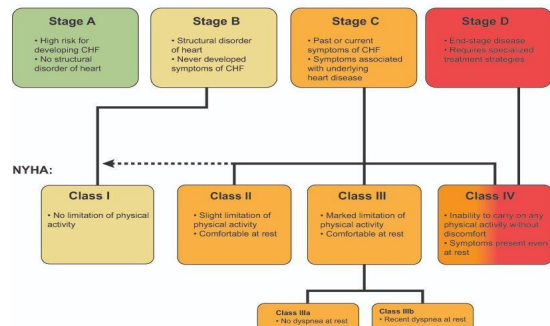 Stage A
• High risk for
developing CHF
• No structural
disorder of heart
Stage B
• Structural disorder
of heart
• Never developed
symptoms of CHF
Stage C
• Past or current
symptoms of CHF
• Symptoms associated
with underlying
heart disease
Stage D
• End-stage disease
• Requires specialized
treatment strategies
NYHA:
Class I
• No limitation of physical
activity
Class II
• Slight limitation of
physical activity
• Comfortable at rest
Class III
• Marked limitation of
physical activity
• Comfortable at rest
Class IV
• Inability to carry on any
physical activity without
discomfort
• Symptoms present even
at rest
Class IIIa
• No dyspnea at rest
Class IIIb
• Recent dyspnea at rest